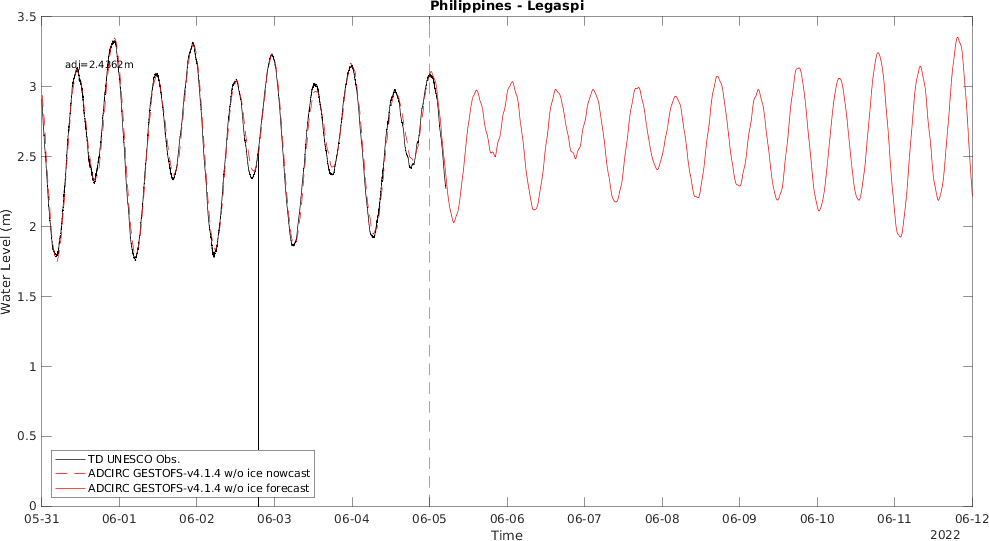 Philippines - Legaspi
3.5
3
2.5
2
1.5
1
0.5
0
Water Level (m)
adj=2.4362m
TD UNESCO Obs.
ADCIRC GESTOFS-v4.1.4 w/o ice nowcast
ADCIRC GESTOFS-v4.1.4 w/o ice forecast
05-31 06-01 06-02 06-03 06-04 06-05 06-06 06-07 06-08 06-09 06-10 06-11 06-12
Time
2022